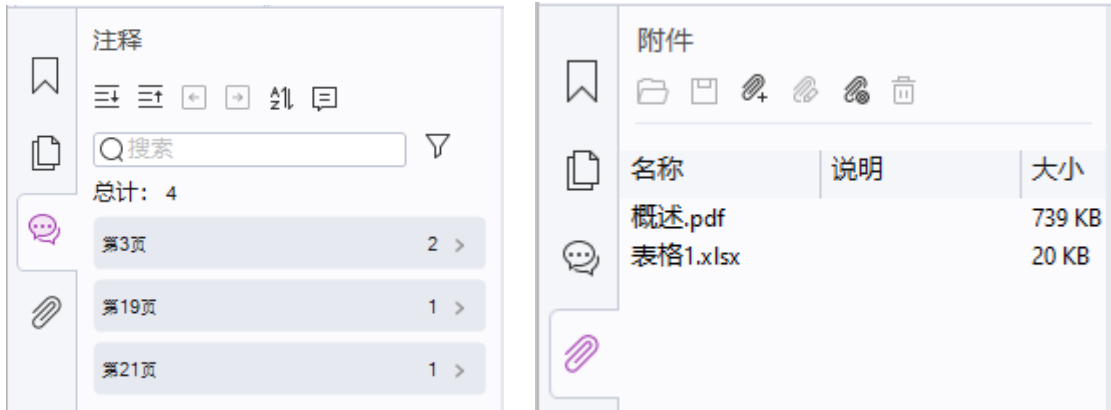 注释
搜索
总计： 4
第3页 2
第19页 1
第21页 1
附件
名称 说明 大小
概述.pdf 739 KB
表格1.xlsx 20 KB